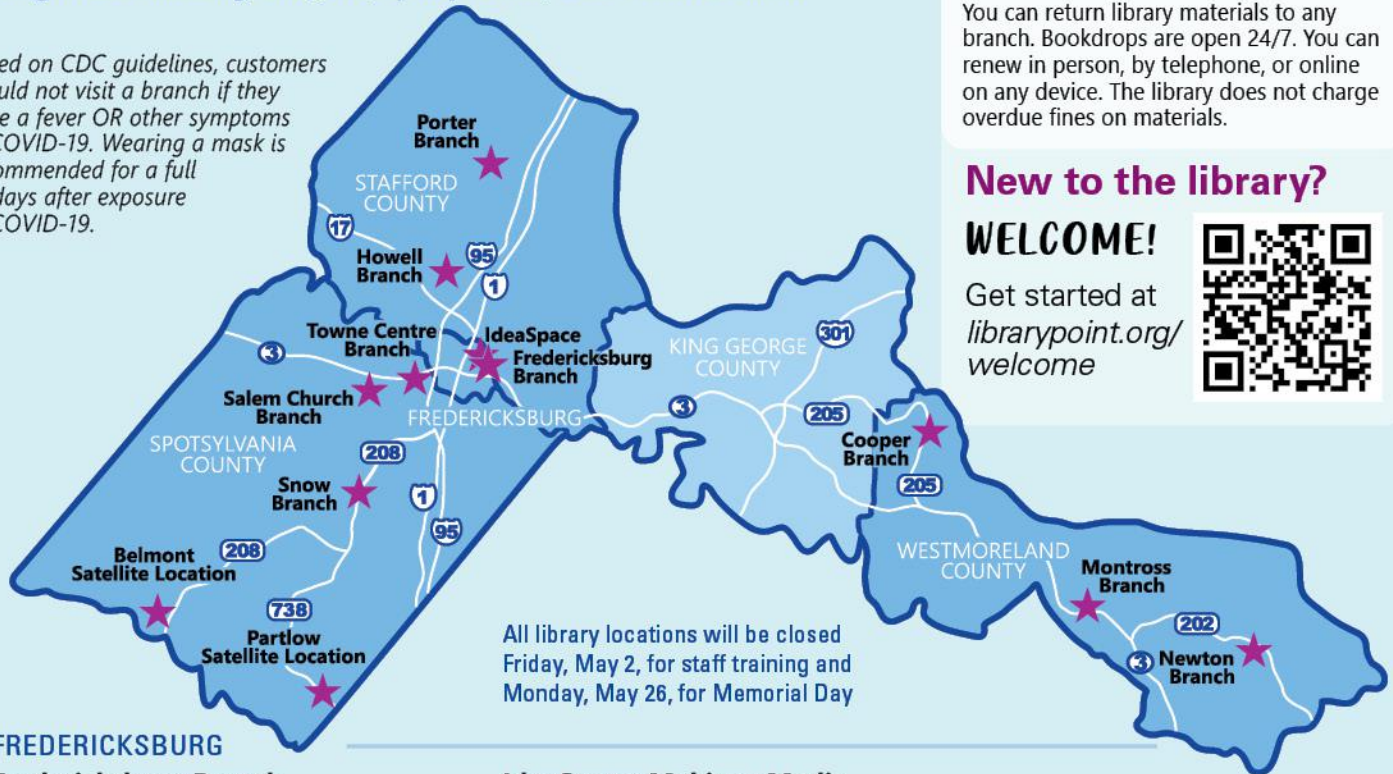 You can return library materials to any
branch. Bookdrops are open 24/7. You can
renew in person, by telephone, or online
on any device. The library does not charge
overdue fines on materials.
on CDC guidelines, customers
not visit a branch if they
a fever OR other symptoms
COVID-19. Wearing a mask is
for a full
days after exposure
COVID-19.
New to the library?
WELCOME!
Get started at
librarypoint.org/
welcome
Porter
Branch
STAFFORD
COUNTY
17
Howell
Branch
95
1
Towne Centre
Branch
IdeaSpace
Fredericksburg
Branch
3
Salem Church
Branch
FREDERICKSBURG
SPOTSYLVANIA
COUNTY
208
Snow
Branch
1
95
Belmont
Satellite Location
208
738
Partlow
Satellite Location
KING GEORGE
COUNTY
301
3
205
Cooper
Branch
205
WESTMORELAND
COUNTY
Montross
Branch
202
3
Newton
Branch
All library locations will be closed
Friday, May 2, for staff training and
Monday, May 26, for Memorial Day
FREDERICKSBURG